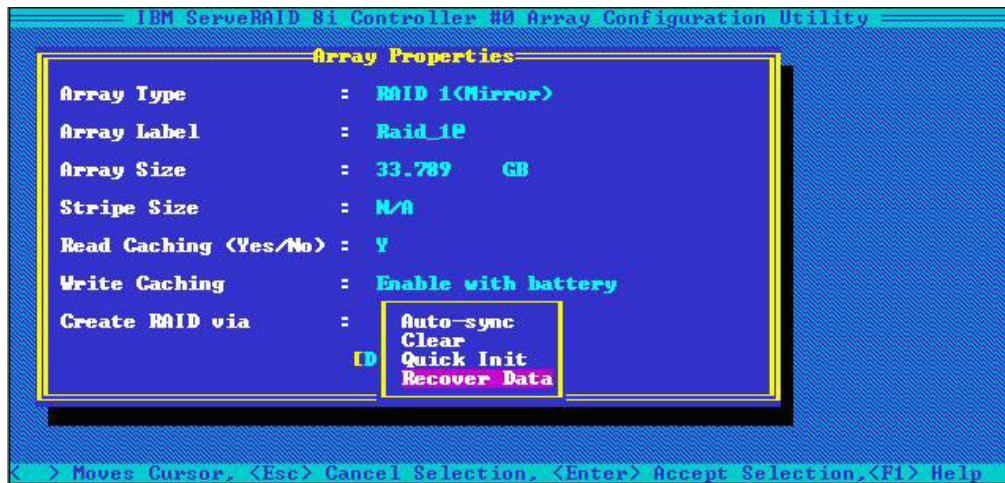 IBM ServeRAID 8i Controller #0 Array Configuration Utility
Array Properties
Array Type : RAID 1(Mirror)
Array Label : Raid_1@
Array Size : 33.789 GB
Stripe Size : N/A
Read Caching (Yes/No) : Y
Write Caching : Enable with battery
Create RAID via :
Auto-sync
Clear
[D Quick Init
Recover Data
< > Moves Cursor, <Esc> Cancel Selection, <Enter> Accept Selection,<F1> Help